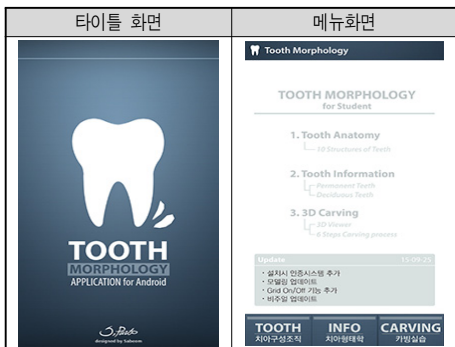 타이틀 화면
메뉴화면
TOOTH
MORPHOLOGY
APPLICATION for Android
designed by Saboom
Tooth Morphology
TOOTH MORPHOLOGY
for Student
1. Tooth Anatomy
10 Structures of Teeth
2. Tooth Information
Permanent Teeth
Deciduous Teeth
3. 3D Carving
3D Viewer
6 Steps Carving process
Update 15-09-25
· 설치시 인증시스템 추가
· 모델링 업데이트
· Grid On/Off 기능 추가
· 비주얼 업데이트
TOOTH INFO CARVING
치아구성조직 치아형태학 카빙실습